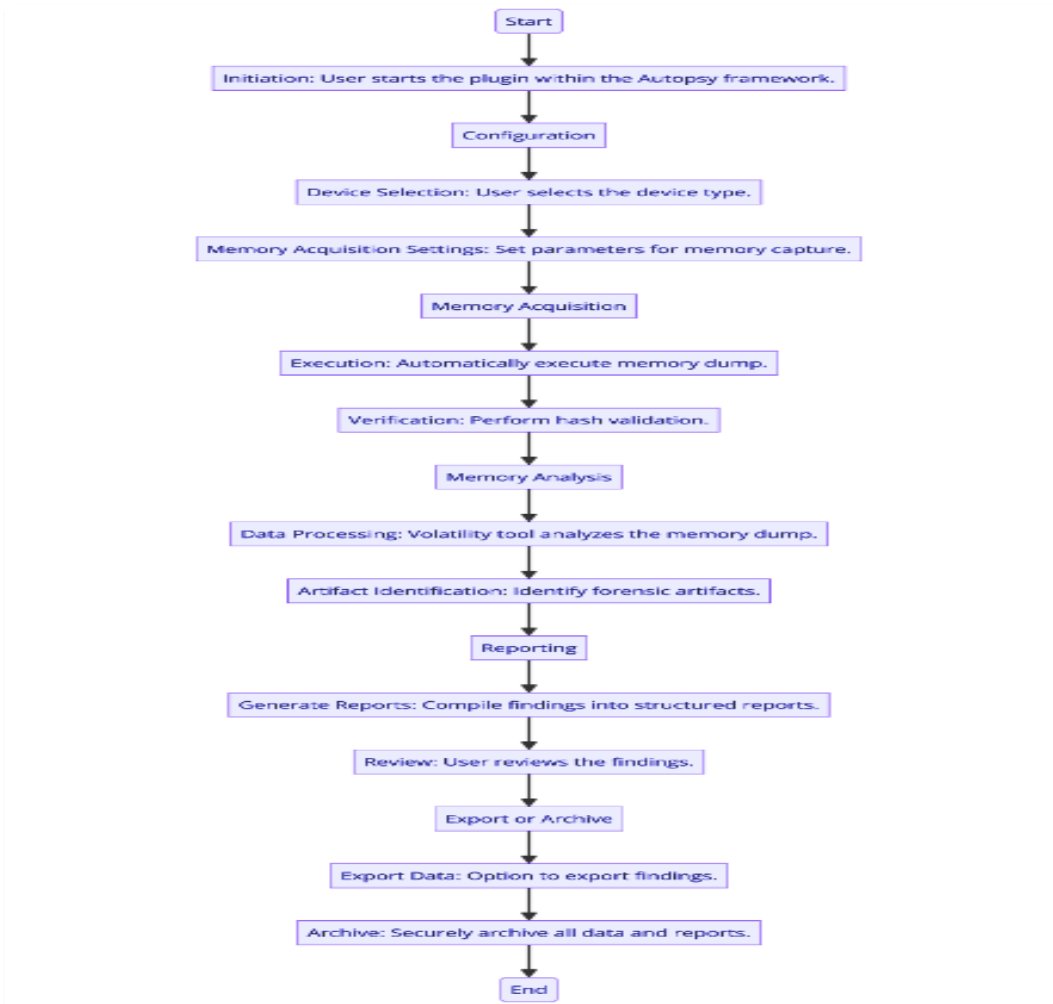 Start
Initiation: User starts the plugin within the Autopsy framework.
Configuration
Device Selection: User selects the device type.
Memory Acquisition Settings: Set parameters for memory capture.
Memory Acquisition
Execution: Automatically execute memory dump.
Verification: Perform hash validation.
Memory Analysis
Data Processing: Volatility tool analyzes the memory dump.
Artifact Identification: Identify forensic artifacts.
Reporting
Generate Reports: Compile findings into structured reports.
Review: User reviews the findings.
Export or Archive
Export Data: Option to export findings.
Archive: Securely archive all data and reports.
End